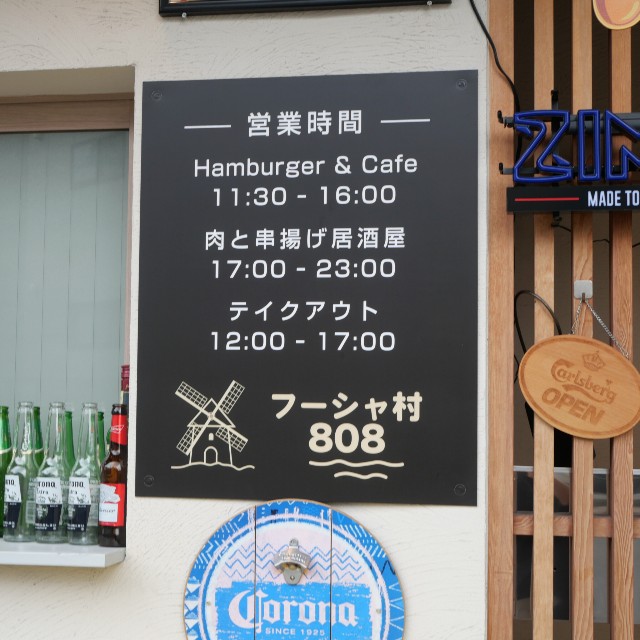 営業時間
Hamburger & Cafe
11:30 - 16:00
肉と串揚げ居酒屋
17:00 - 23:00
テイクアウト
12:00 - 17:00
フーシャ村
808
ZIM
MADE TO
Carlsberg
OPEN
Corona
SINCE 1925